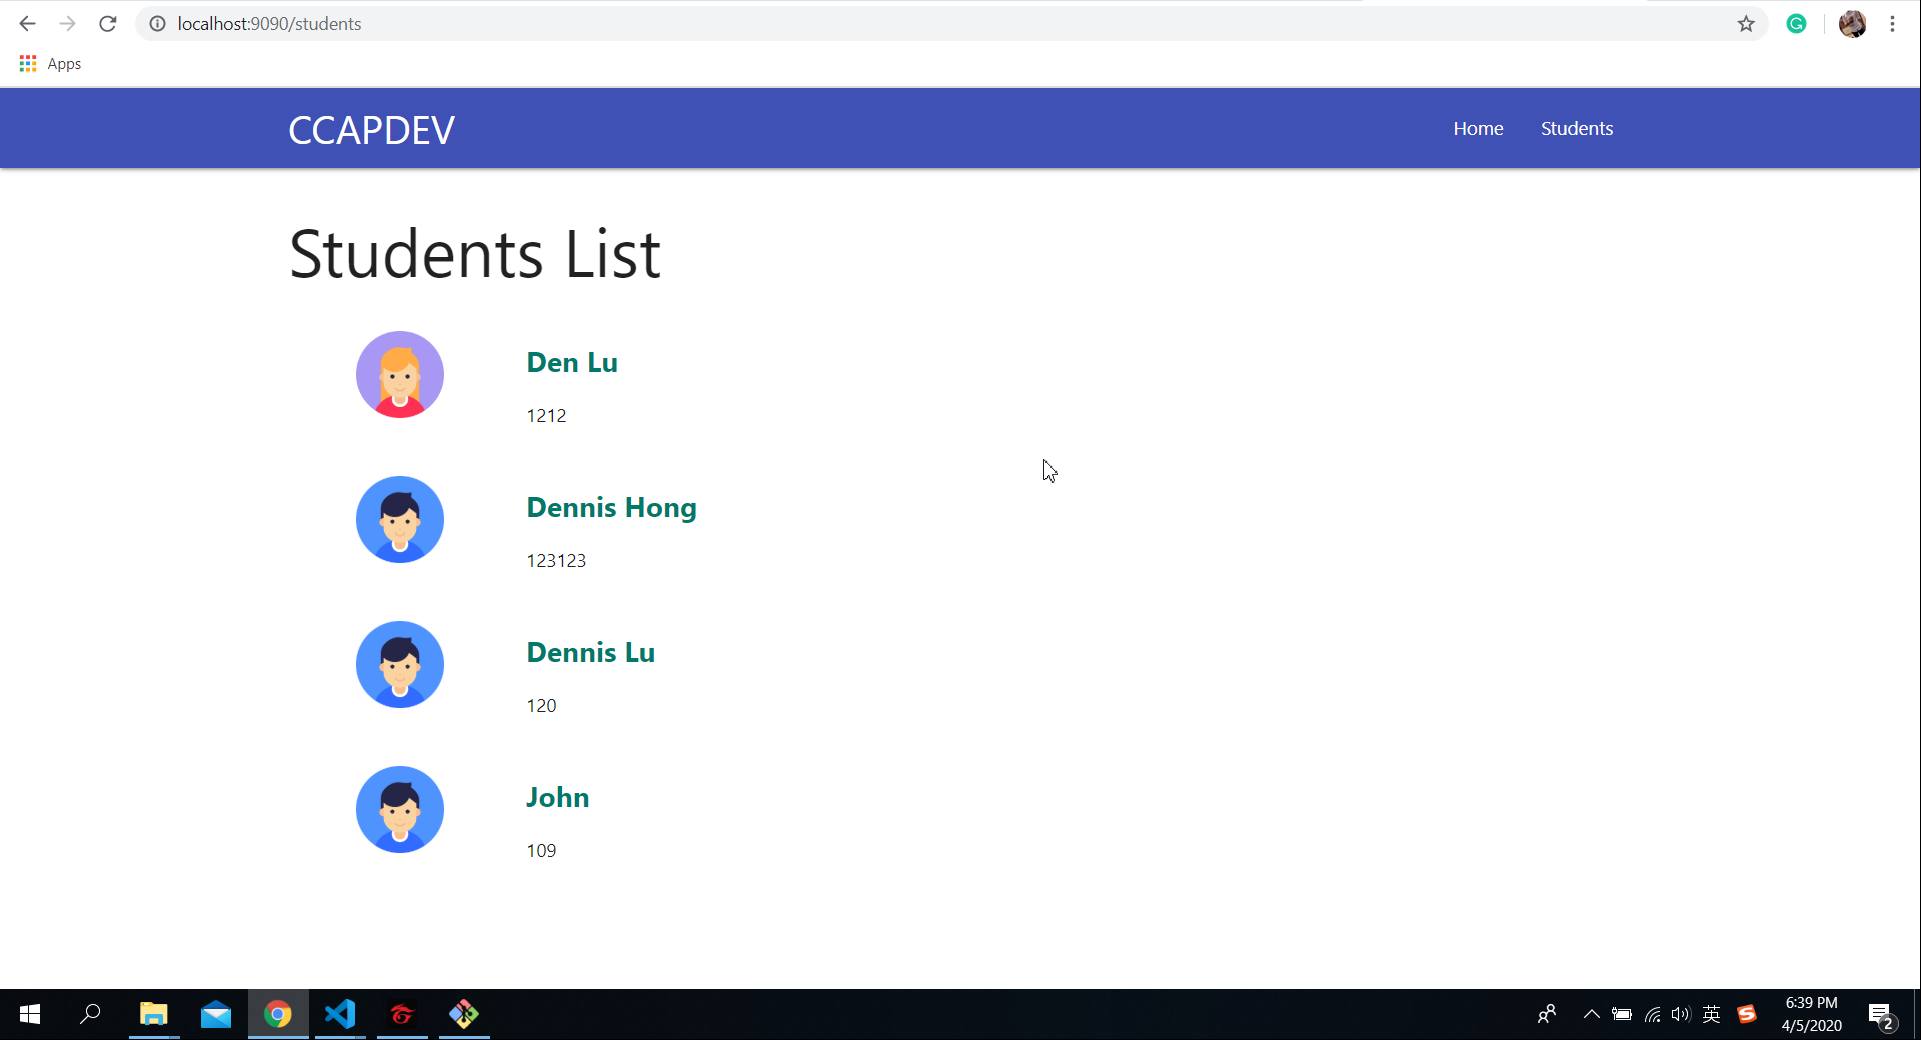 localhost:9090/students
Apps
CCAPDEV
Home
Students
Students List
Den Lu
1212
Dennis Hong
123123
Dennis Lu
120
John
109
英
6:39 PM
4/5/2020
2